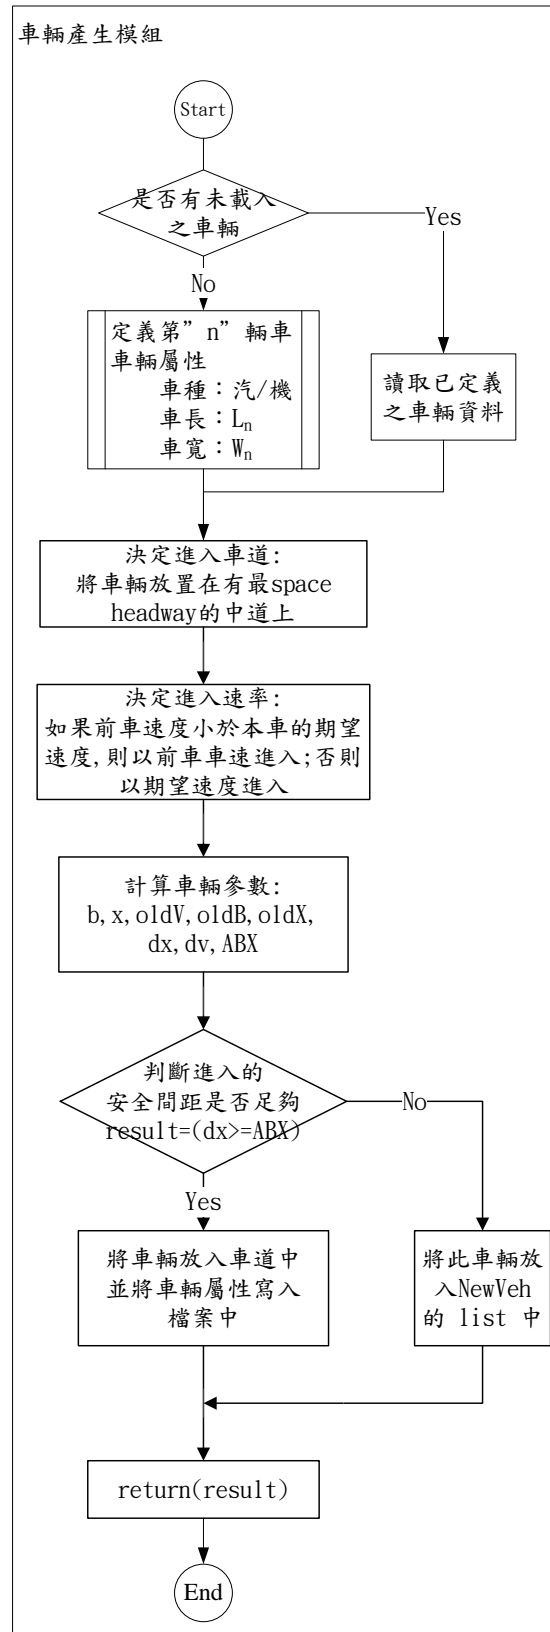 車輛產生模組
Start
是否有未載入
之車輛
Yes
No
定義第”n”輛車
車輛屬性
車種：汽/機
車長：Lₙ
車寬：Wₙ
讀取已定義
之車輛資料
決定進入車道:
將車輛放置在有最space
headway的中道上
決定進入速率:
如果前車速度小於本車的期望
速度,則以前車車速進入;否則
以期望速度進入
計算車輛參數:
b,x,oldV,oldB,oldX,
dx,dv,ABX
判斷進入的
安全間距是否足夠
result=(dx>=ABX)
No
Yes
將車輛放入車道中
並將車輛屬性寫入
檔案中
將此車輛放
入NewVeh
的 list 中
return(result)
End